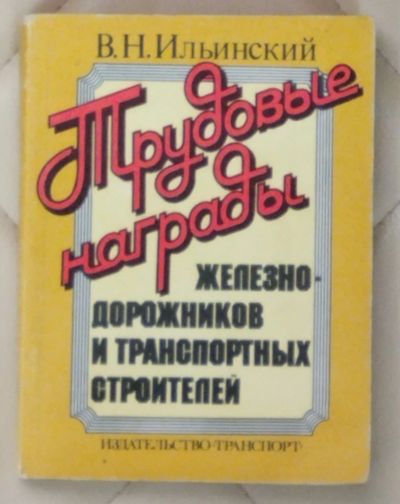 В. Н. Ильинский
Трудовые
награды
ЖЕЛЕЗНО-
ДОРОЖНИКОВ
И ТРАНСПОРТНЫХ
СТРОИТЕЛЕЙ
ИЗДАТЕЛЬСТВО «ТРАНСПОРТ»